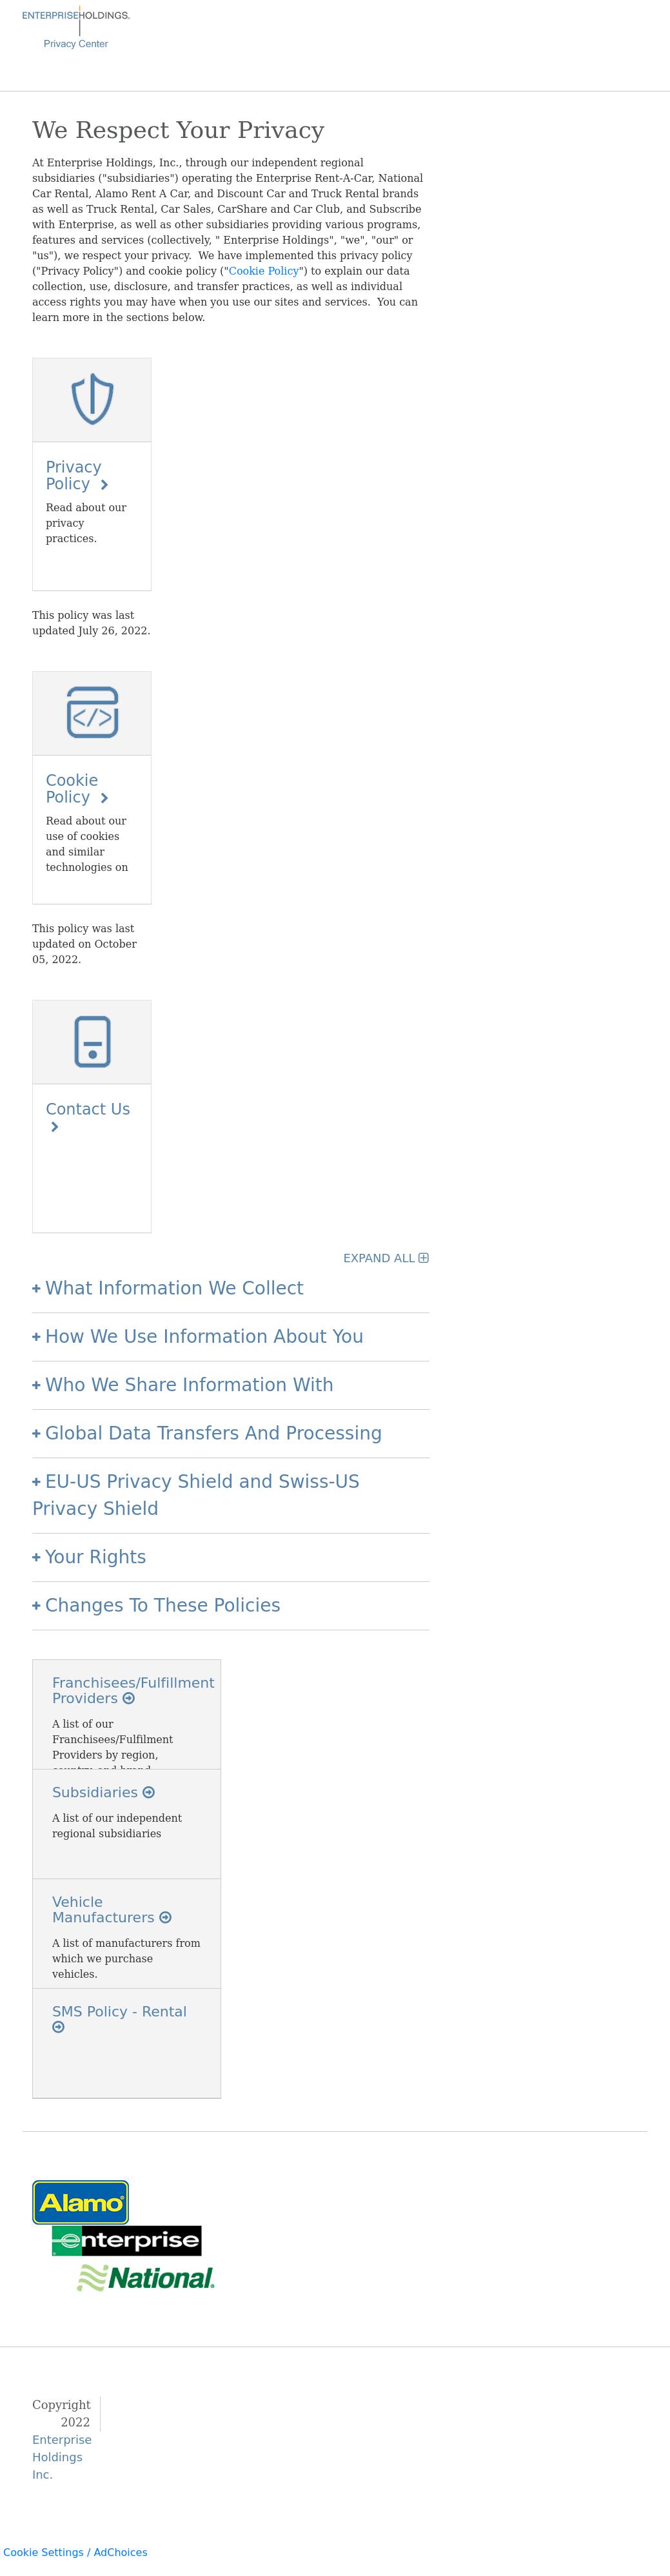 ENTERPRISEHOLDINGS.
Privacy Center
We Respect Your Privacy
At Enterprise Holdings, Inc., through our independent regional
subsidiaries ("subsidiaries") operating the Enterprise Rent-A-Car, National
Car Rental, Alamo Rent A Car, and Discount Car and Truck Rental brands
as well as Truck Rental, Car Sales, CarShare and Car Club, and Subscribe
with Enterprise, as well as other subsidiaries providing various programs,
features and services (collectively, " Enterprise Holdings", "we", "our" or
"us"), we respect your privacy.  We have implemented this privacy policy
("Privacy Policy") and cookie policy ("Cookie Policy") to explain our data
collection, use, disclosure, and transfer practices, as well as individual
access rights you may have when you use our sites and services.  You can
learn more in the sections below.
Privacy
Policy
Read about our
privacy
practices.
This policy was last
updated July 26, 2022.
</>
Cookie
Policy
Read about our
use of cookies
and similar
technologies on
This policy was last
updated on October
05, 2022.
Contact Us
EXPAND ALL
What Information We Collect
How We Use Information About You
Who We Share Information With
Global Data Transfers And Processing
EU-US Privacy Shield and Swiss-US
Privacy Shield
Your Rights
Changes To These Policies
Franchisees/Fulfillment
Providers
A list of our
Franchisees/Fulfilment
Providers by region,
country and brand
Subsidiaries
A list of our independent
regional subsidiaries
Vehicle
Manufacturers
A list of manufacturers from
which we purchase
vehicles.
SMS Policy - Rental
Alamo
enterprise
National.
Copyright
2022
Enterprise
Holdings
Inc.
Cookie Settings / AdChoices